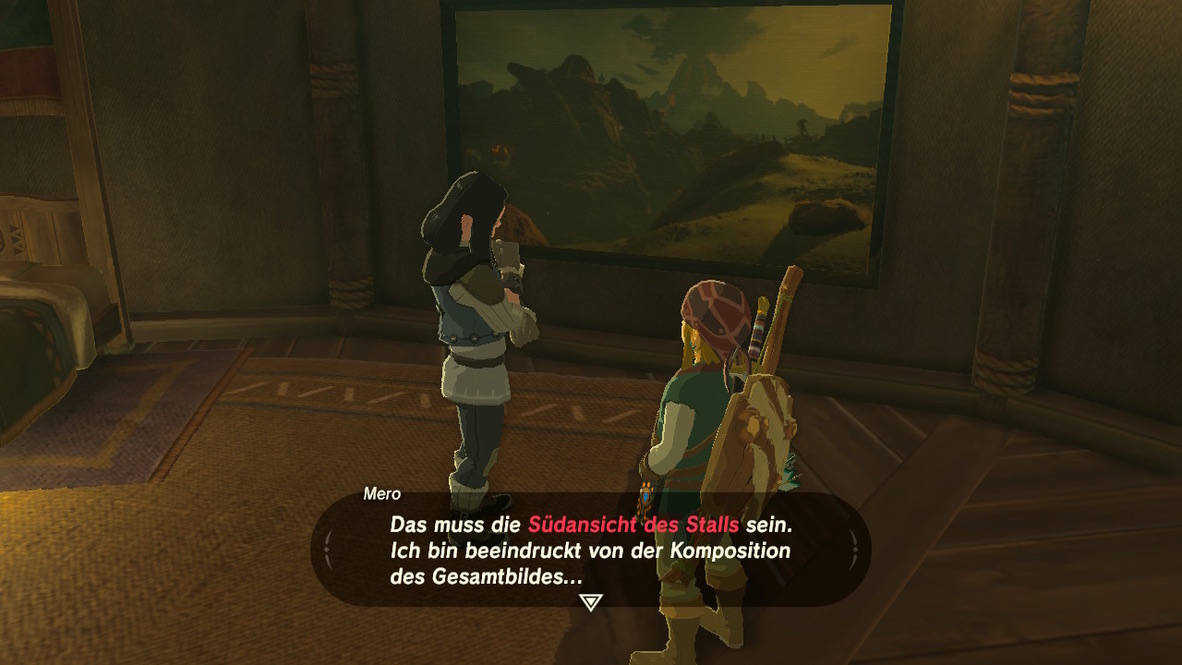 Mero
Das muss die Südansicht des Stalls sein.
Ich bin beeindruckt von der Komposition
des Gesamtbildes...